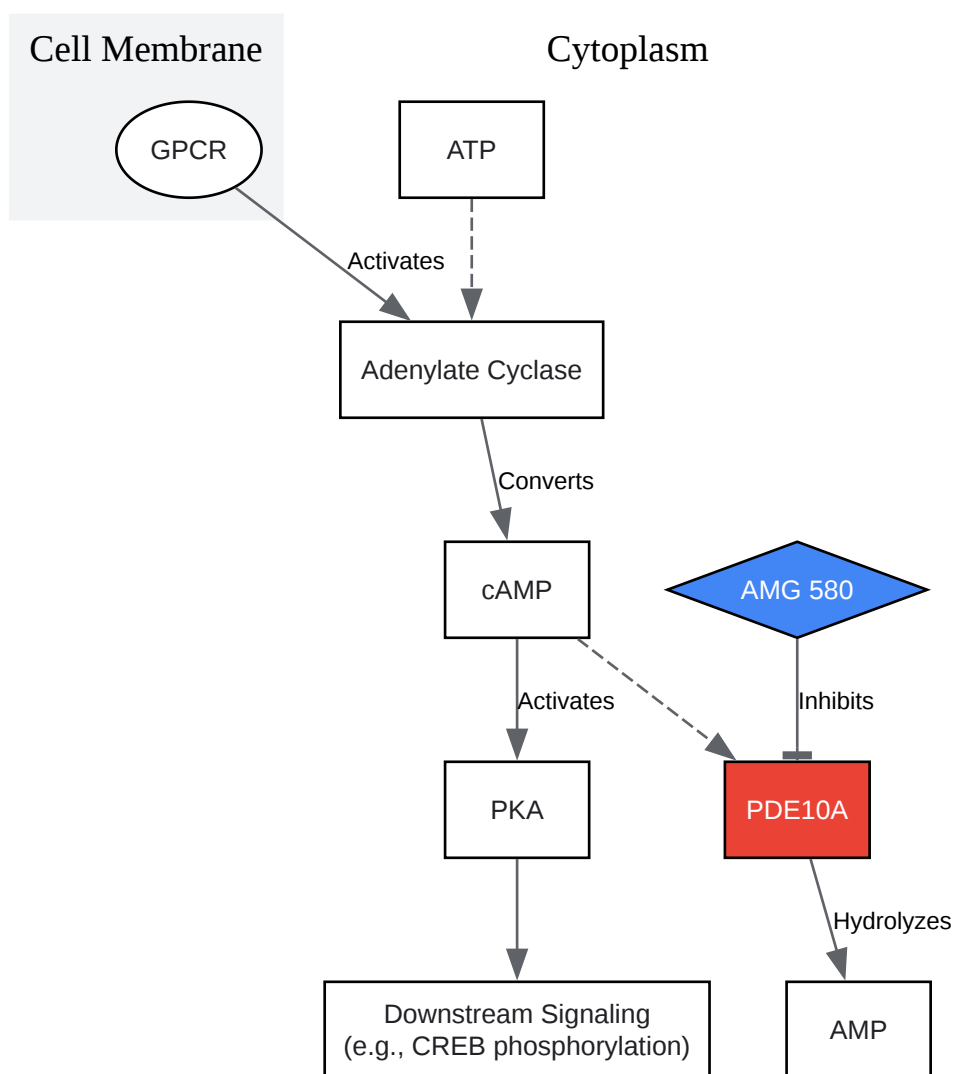 Cell Membrane
Cytoplasm
GPCR
ATP
Activates
Adenylate Cyclase
Converts
cAMP
AMG 580
Activates
Inhibits
PKA
PDE10A
Hydrolyzes
Downstream Signaling
(e.g., CREB phosphorylation)
AMP